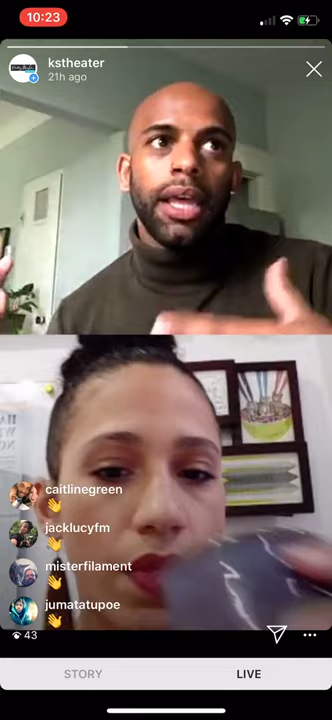 10:23
kstheater
21h ago
caitlinegreen
👋
jacklucyfm
👋
misterfilament
👋
jumatatupoe
👋
43
STORY
LIVE